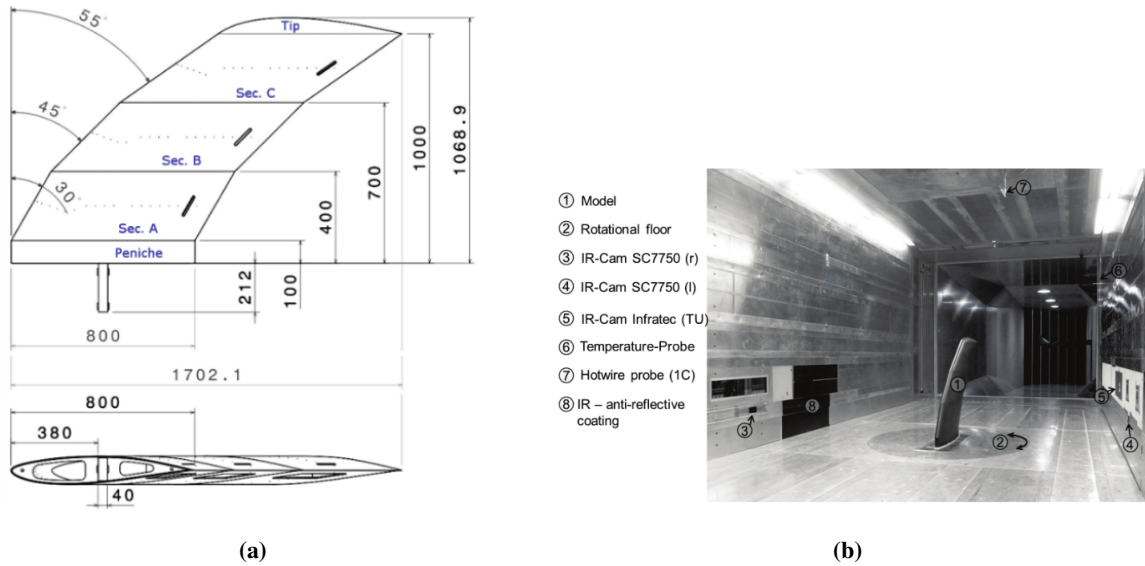 55°
Tip
Sec. C
45°
Sec. B
30°
Sec. A
Peniche
400
700
1000
1068.9
212
100
800
1702.1
800
380
40
(a)
① Model
② Rotational floor
③ IR-Cam SC7750 (r)
④ IR-Cam SC7750 (l)
⑤ IR-Cam Infratec (TU)
⑥ Temperature-Probe
⑦ Hotwire probe (1C)
⑧ IR – anti-reflective
coating
⑦
⑥
①
⑤
⑧
③
②
④
(b)